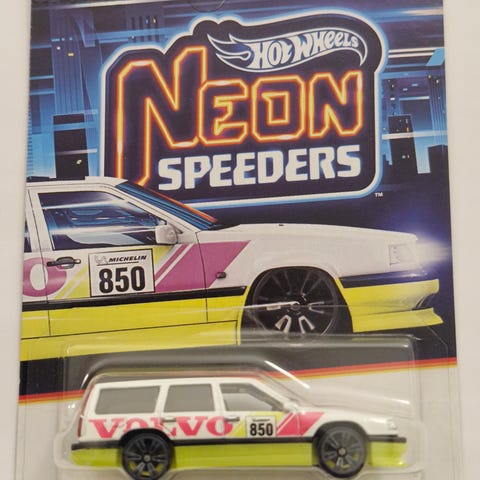 HOT WHEELS
NEON
SPEEDERS
TM
MICHELIN
850
VOLVO
850